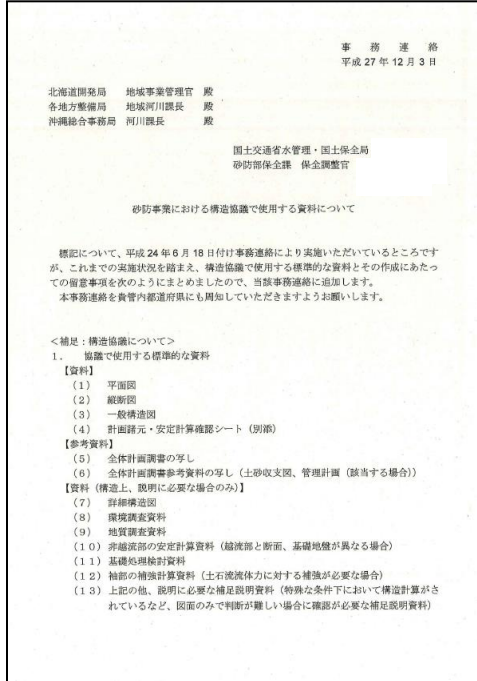 事　務　連　絡
平成 27 年 12 月 3 日
北海道開発局　　地域事業管理官　殿
各地方整備局　　地域河川課長　　殿
沖縄総合事務局　河川課長　　　　殿
国土交通省水管理・国土保全局
砂防部保全課　保全調整官
砂防事業における構造協議で使用する資料について
標記について、平成 24 年 6 月 18 日付け事務連絡により実施いただいているところです
が、これまでの実施状況を踏まえ、構造協議で使用する標準的な資料とその作成にあたっ
ての留意事項を次のようにまとめましたので、当該事務連絡に追加します。
本事務連絡を貴管内都道府県にも周知していただきますようお願いします。
＜補足：構造協議について＞
１．　協議で使用する標準的な資料
【資料】
（１）　平面図
（２）　縦断図
（３）　一般構造図
（４）　計画諸元・安定計算確認シート（別添）
【参考資料】
（５）　全体計画調書の写し
（６）　全体計画調書参考資料の写し（土砂収支図、管理計画（該当する場合））
【資料（構造上、説明に必要な場合のみ）】
（７）　詳細構造図
（８）　環境調査資料
（９）　地質調査資料
（１０）非越流部の安定計算資料（越流部と断面、基礎地盤が異なる場合）
（１１）基礎処理検討資料
（１２）袖部の補強計算資料（土石流流体力に対する補強が必要な場合）
（１３）上記の他、説明に必要な補足説明資料（特殊な条件下において構造計算がさ
れているなど、図面のみで判断が難しい場合に確認が必要な補足説明資料）